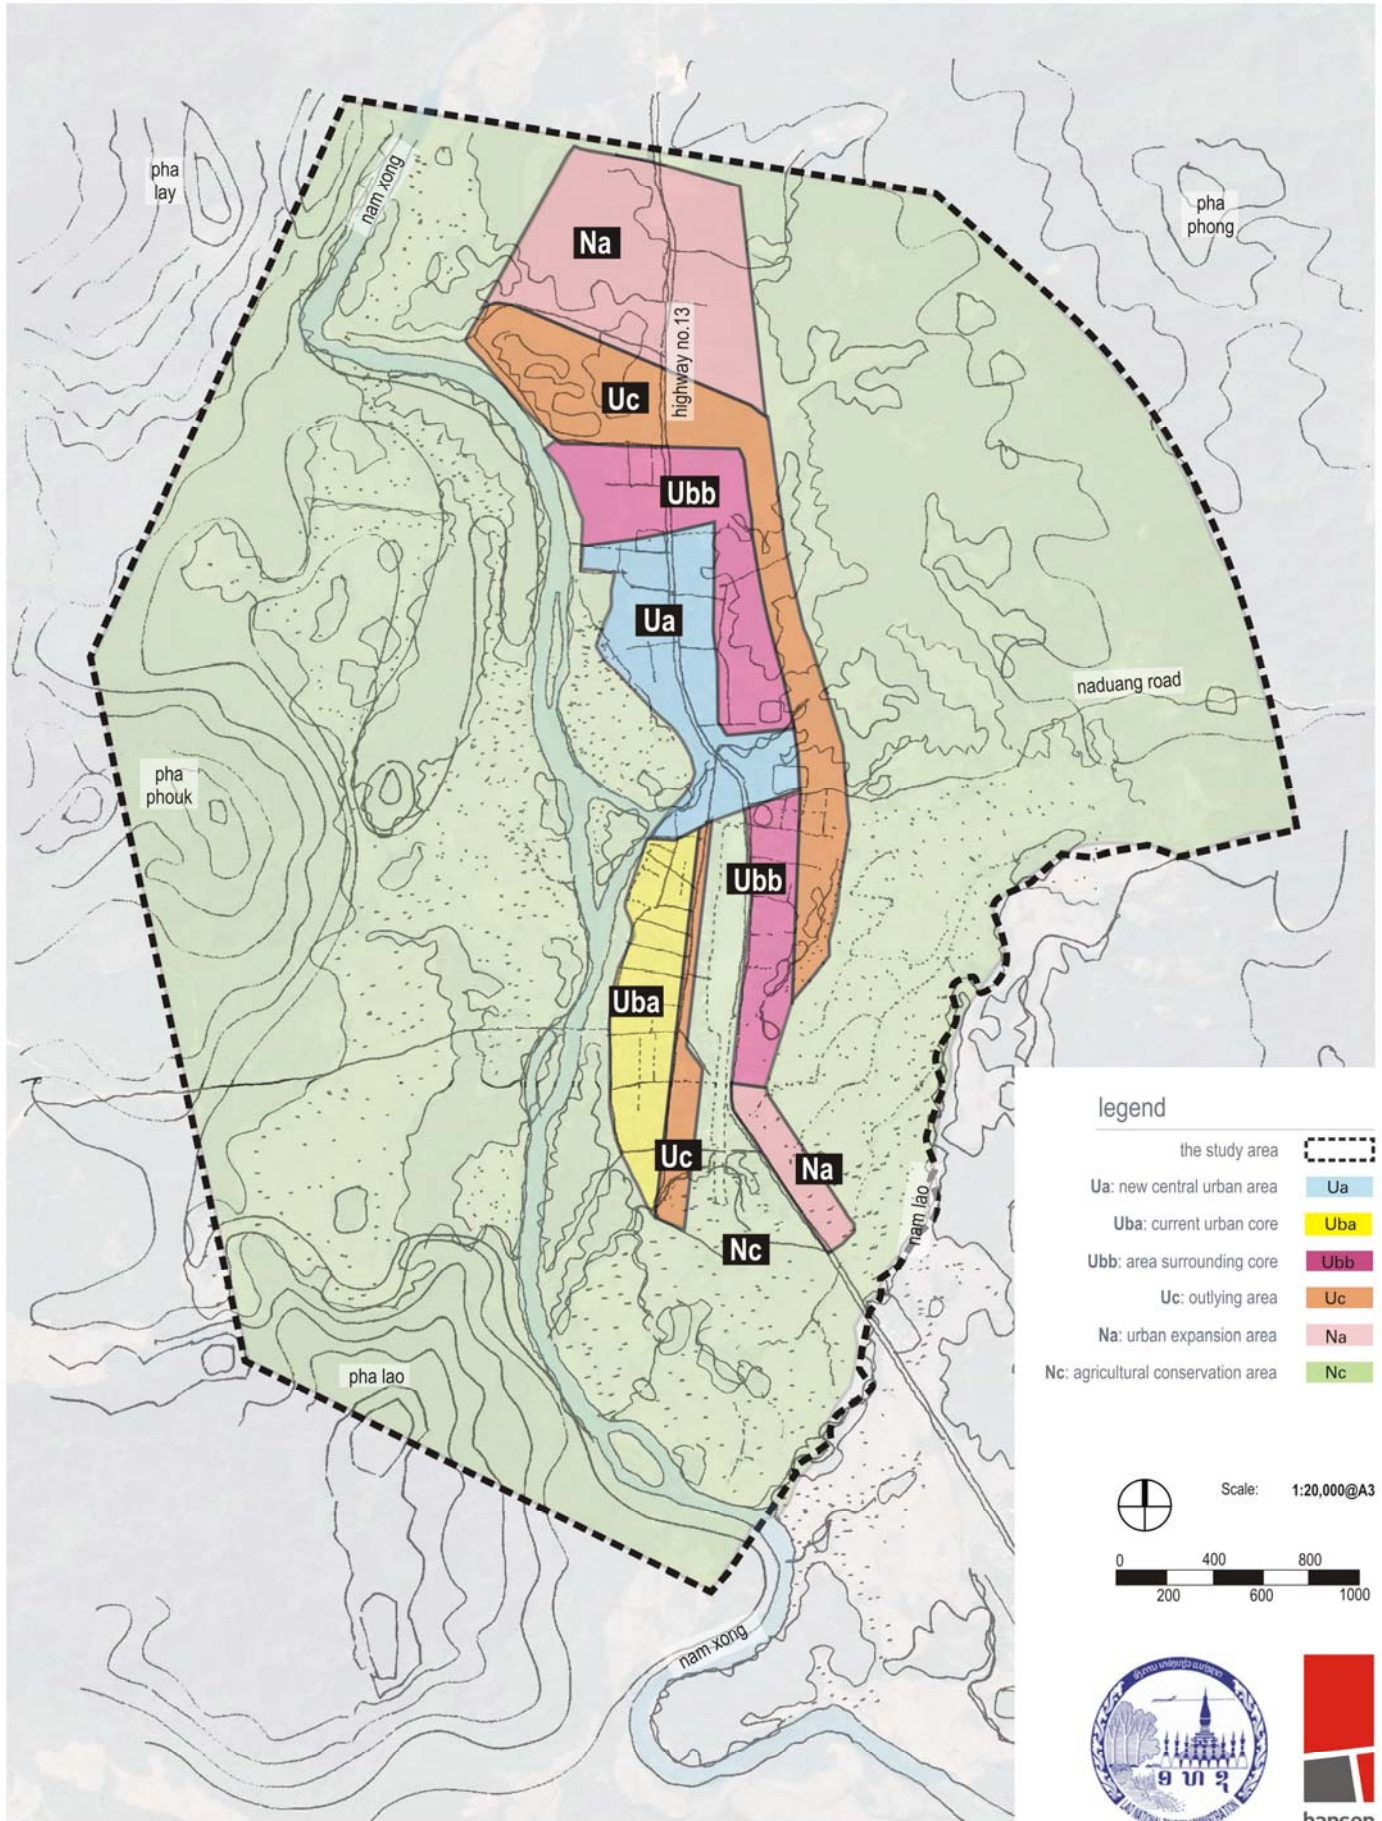 pha
lay
nam xong
pha
phong
Na
highway no.13
Uc
Ubb
Ua
naduang road
pha
phouk
Ubb
Uba
Uc
Na
nam lao
Nc
pha lao
nam xong
legend
the study area
Ua: new central urban area Ua
Uba: current urban core Uba
Ubb: area surrounding core Ubb
Uc: outlying area Uc
Na: urban expansion area Na
Nc: agricultural conservation area Nc
Scale: 1:20,000@A3
0 400 800
200 600 1000